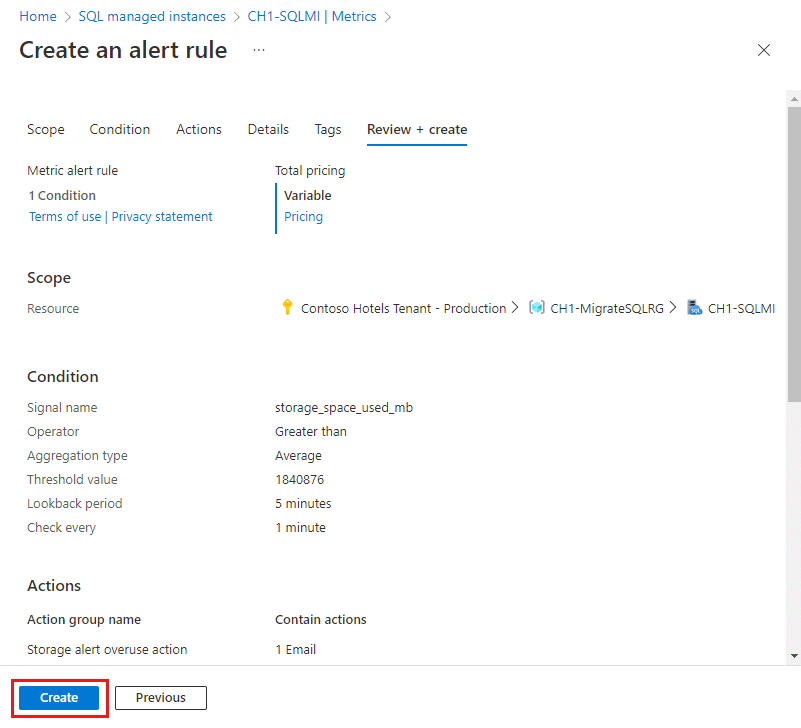 Home > SQL managed instances > CH1-SQLMI | Metrics >
Create an alert rule ...
Scope Condition Actions Details Tags Review + create
Metric alert rule Total pricing
1 Condition Variable
Terms of use | Privacy statement Pricing
Scope
Resource Contoso Hotels Tenant - Production > CH1-MigrateSQLRG > CH1-SQLMI
Condition
Signal name storage_space_used_mb
Operator Greater than
Aggregation type Average
Threshold value 1840876
Lookback period 5 minutes
Check every 1 minute
Actions
Action group name Contain actions
Storage alert overuse action 1 Email
Create Previous